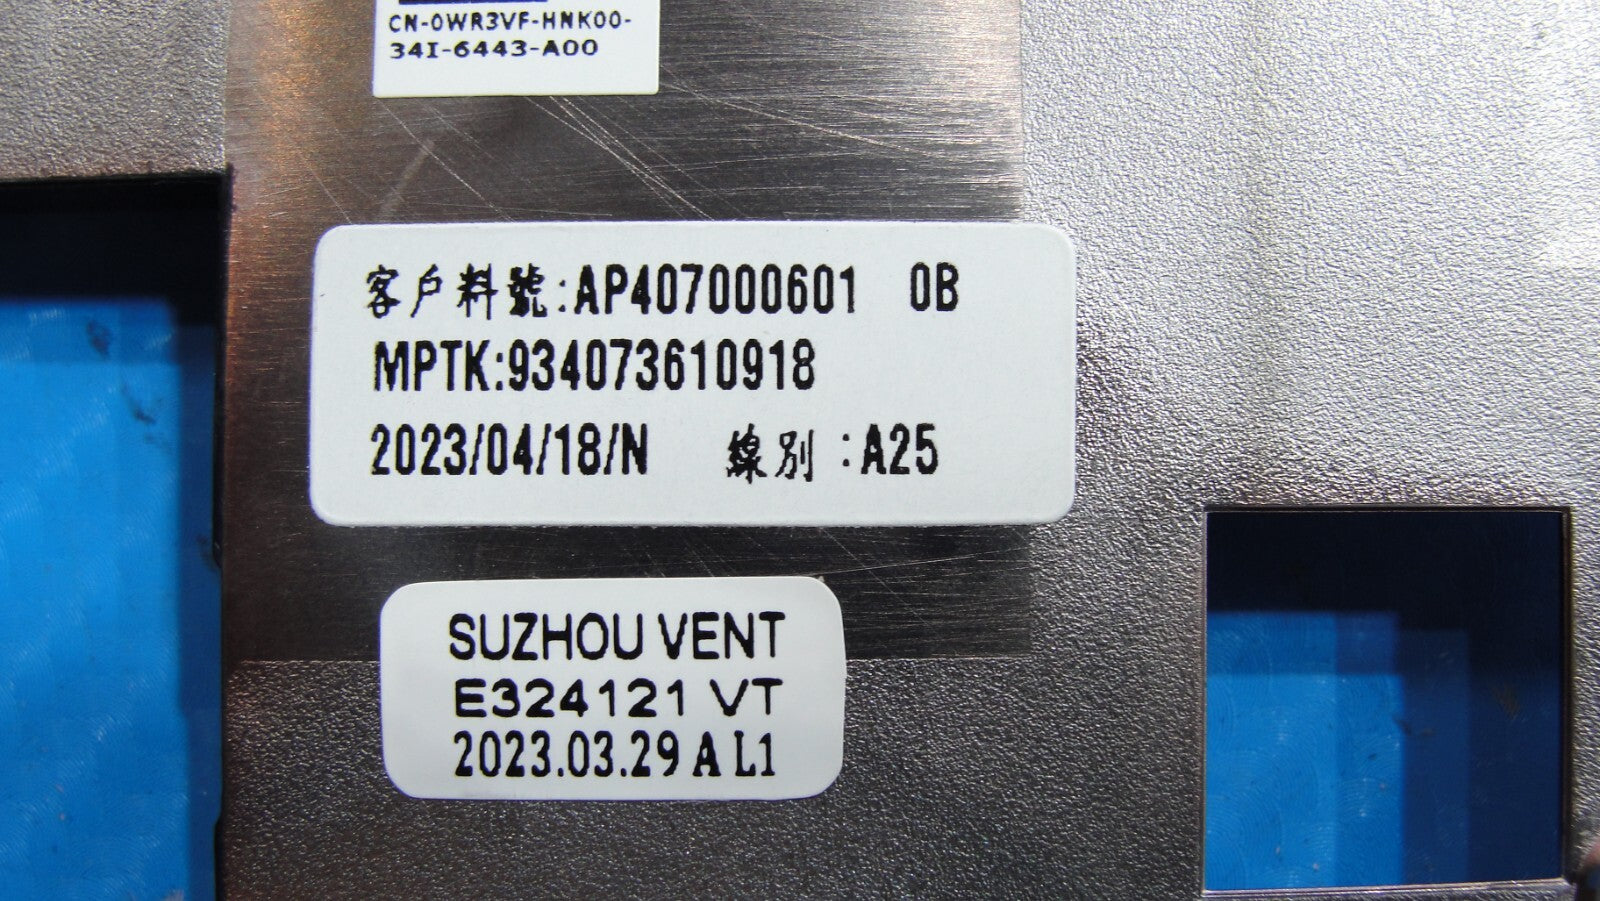 CN-0WR3VF-HNK00-
34I-6443-A00
客户料號:AP407000601 0B
MPTK:934073610918
2023/04/18/N 線別 :A25
SUZHOU VENT
E324121 VT
2023.03.29 A L1